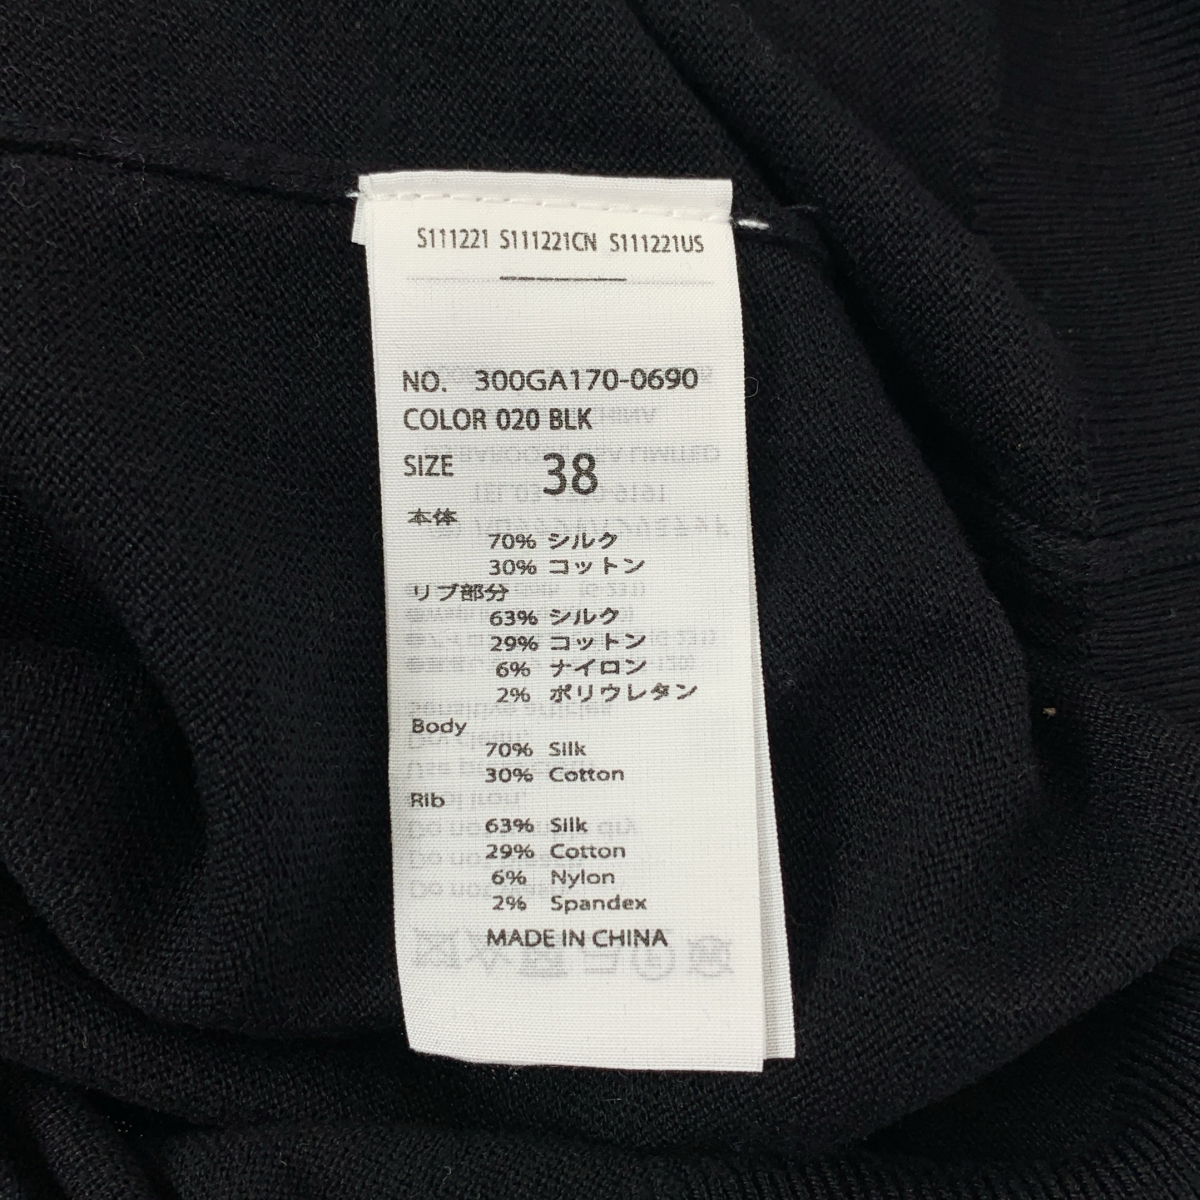 S111221 S111221CN S111221US
NO. 300GA170-0690
COLOR 020 BLK
SIZE 38
本体
70% シルク
30% コットン
リブ部分
63% シルク
29% コットン
6% ナイロン
2% ポリウレタン
Body
70% Silk
30% Cotton
Rib
63% Silk
29% Cotton
6% Nylon
2% Spandex
MADE IN CHINA